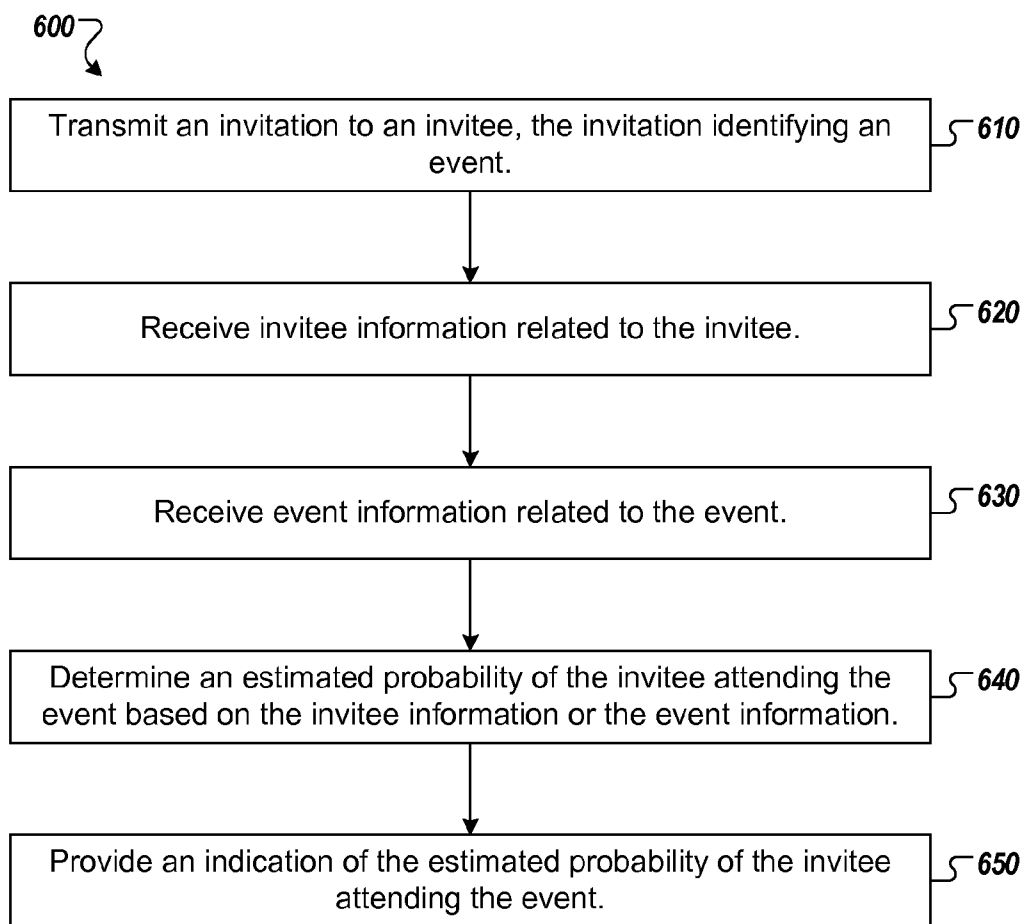 600
Transmit an invitation to an invitee, the invitation identifying an
event.
610
Receive invitee information related to the invitee.
620
Receive event information related to the event.
630
Determine an estimated probability of the invitee attending the
event based on the invitee information or the event information.
640
Provide an indication of the estimated probability of the invitee
attending the event.
650